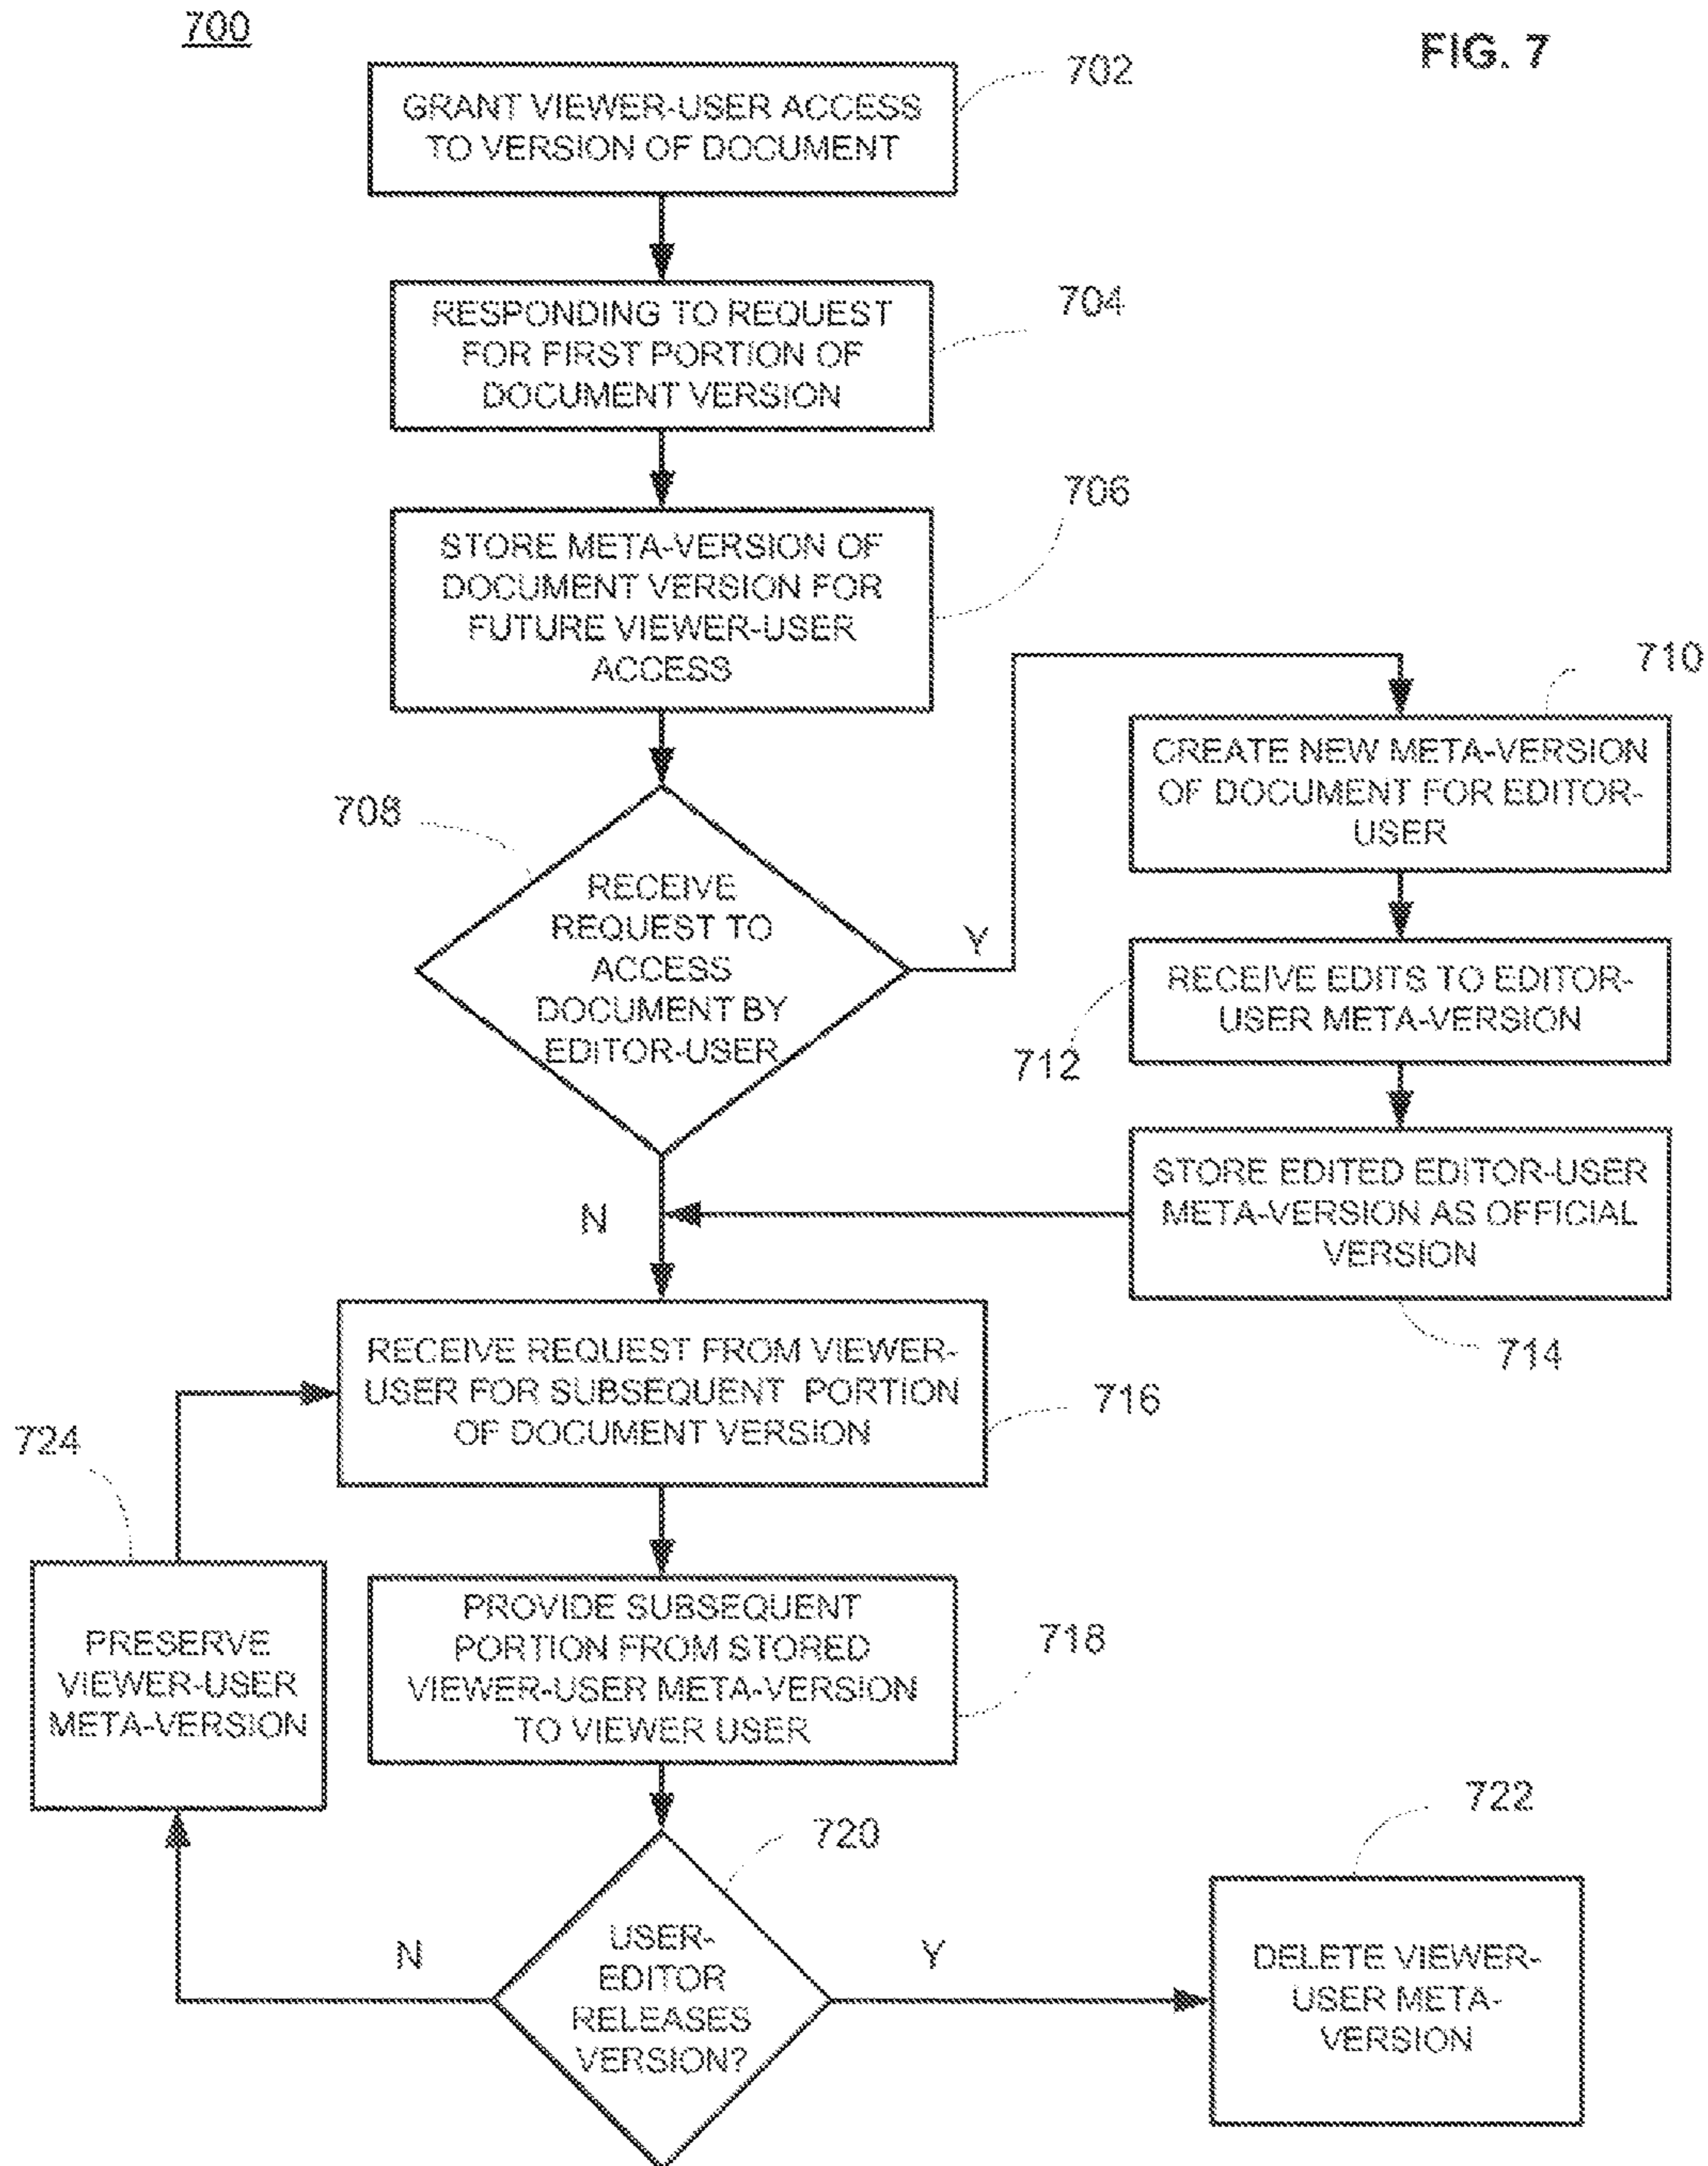 700
FIG. 7
702
GRANT VIEWER-USER ACCESS
TO VERSION OF DOCUMENT
704
RESPONDING TO REQUEST
FOR FIRST PORTION OF
DOCUMENT VERSION
706
STORE META-VERSION OF
DOCUMENT VERSION FOR
FUTURE VIEWER-USER
ACCESS
708
RECEIVE
REQUEST TO
ACCESS
DOCUMENT BY
EDITOR-USER
Y
N
710
CREATE NEW META-VERSION
OF DOCUMENT FOR EDITOR-
USER
712
RECEIVE EDITS TO EDITOR-
USER META-VERSION
STORE EDITED EDITOR-USER
META-VERSION AS OFFICIAL
VERSION
714
RECEIVE REQUEST FROM VIEWER-
USER FOR SUBSEQUENT PORTION
OF DOCUMENT VERSION
716
724
PRESERVE
VIEWER-USER
META-VERSION
PROVIDE SUBSEQUENT
PORTION FROM STORED
VIEWER-USER META-VERSION
TO VIEWER USER
718
720
USER-
EDITOR
RELEASES
VERSION?
N
Y
722
DELETE VIEWER-
USER META-
VERSION